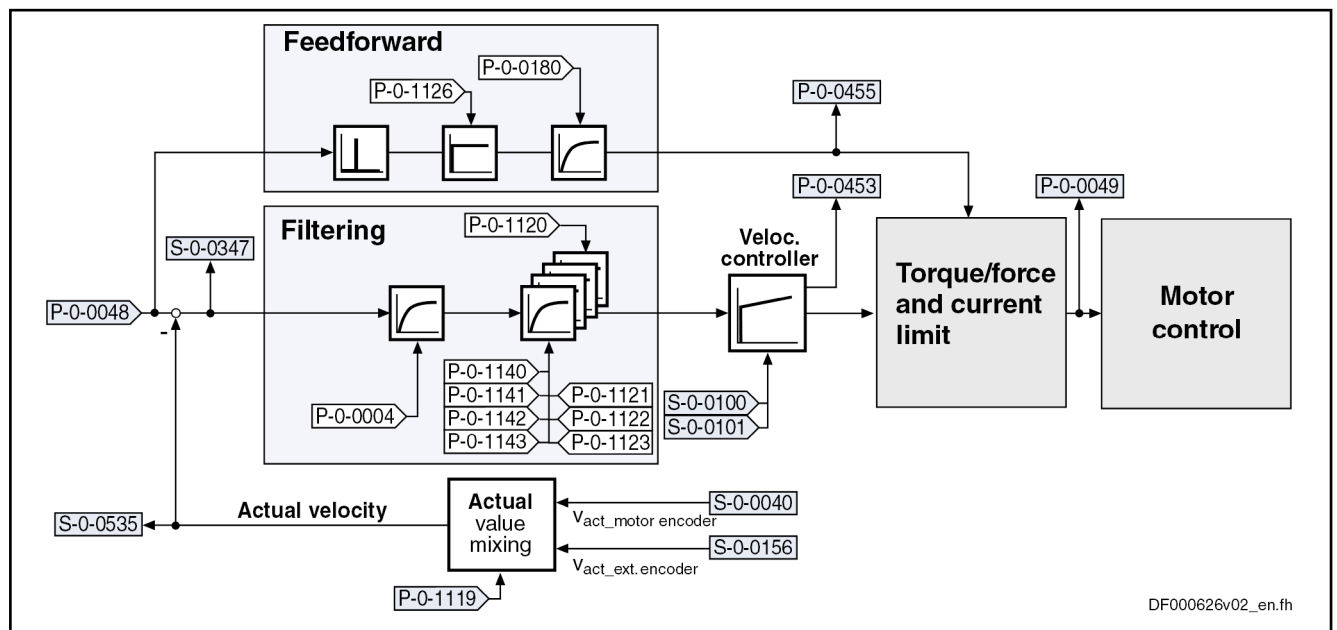 Feedforward
P-0-0180
P-0-1126
P-0-0455
P-0-0453
P-0-0049
Filtering
P-0-1120
S-0-0347
Veloc.
controller
P-0-0048
-
Torque/force
and current
limit
Motor
control
P-0-0004
P-0-1140
P-0-1141
P-0-1121
P-0-1142
P-0-1122
P-0-1143
P-0-1123
S-0-0100
S-0-0101
S-0-0535
Actual velocity
Actual
value
mixing
S-0-0040
vact_motor encoder
S-0-0156
vact_ext.encoder
P-0-1119
DF000626v02_en.fh